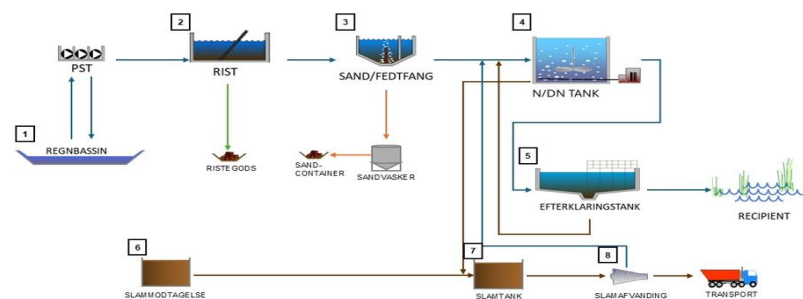 1
REGNBASSIN
PST
2
RIST
RISTEGODS
3
SAND/FEDTFANG
SAND-
CONTAINER
SANDVASKER
4
N/DN TANK
5
EFTERKLARINGSTANK
RECIPIENT
6
SLAMMODTAGELSE
7
SLAMTANK
8
SLAMAFVANDING
TRANSPORT